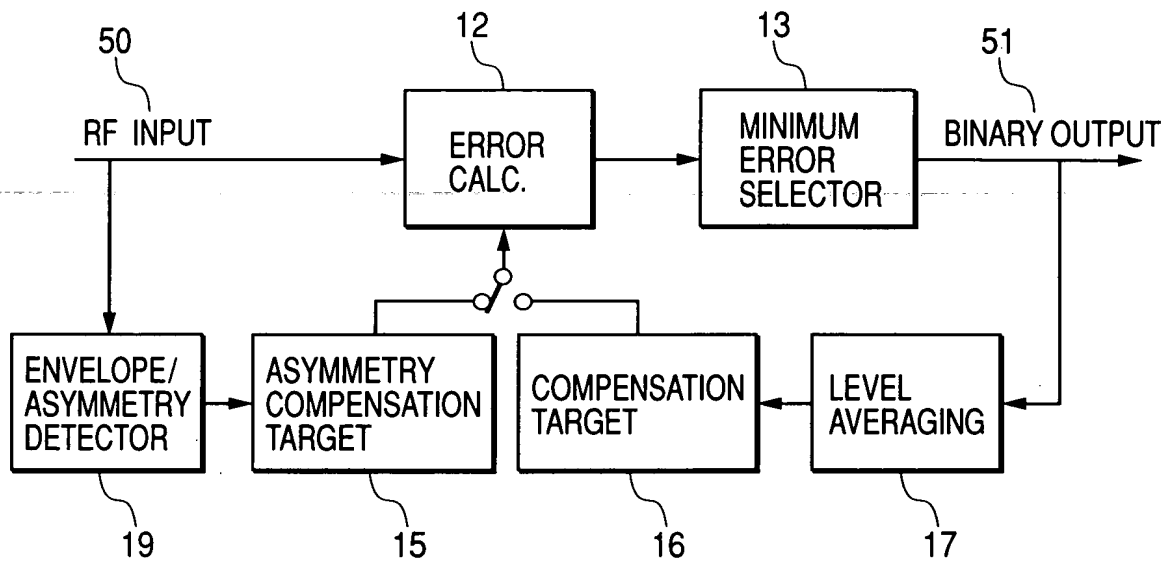 12
13
50
51
RF INPUT
ERROR
CALC.
MINIMUM
ERROR
SELECTOR
BINARY OUTPUT
ENVELOPE/
ASYMMETRY
DETECTOR
ASYMMETRY
COMPENSATION
TARGET
COMPENSATION
TARGET
LEVEL
AVERAGING
19
15
16
17